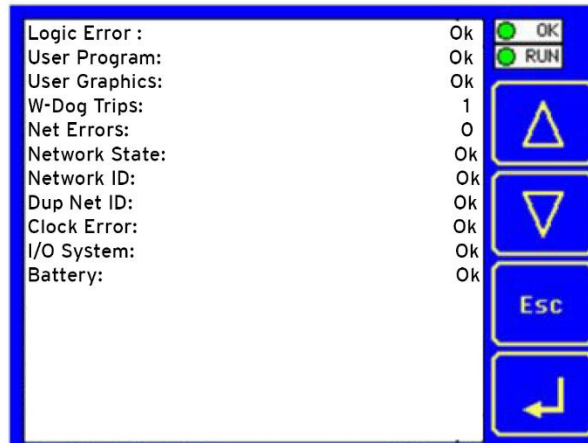 Logic Error : Ok
User Program: Ok
User Graphics: Ok
W-Dog Trips: 1
Net Errors: 0
Network State: Ok
Network ID: Ok
Dup Net ID: Ok
Clock Error: Ok
I/O System: Ok
Battery: Ok
OK
RUN
Esc